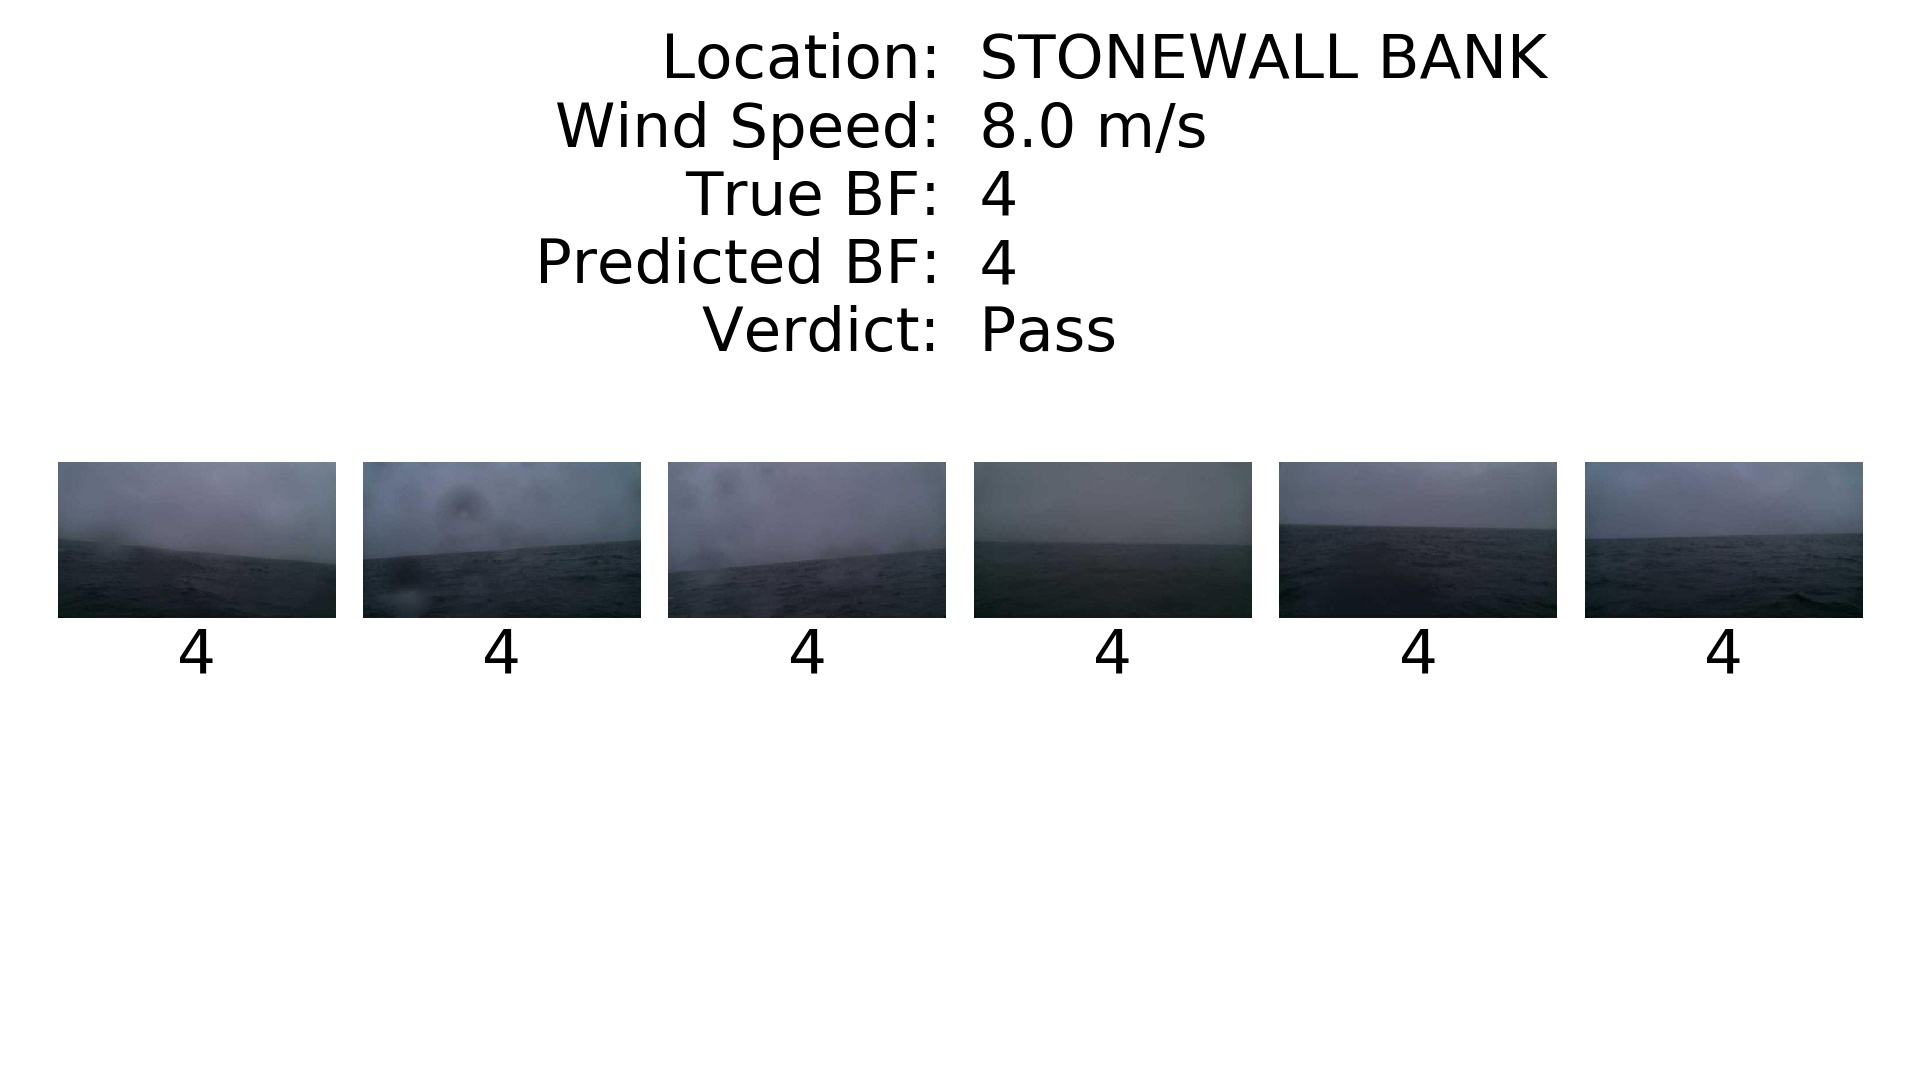 Location: STONEWALL BANK
Wind Speed: 8.0 m/s
True BF: 4
Predicted BF: 4
Verdict: Pass
4 4 4 4 4 4